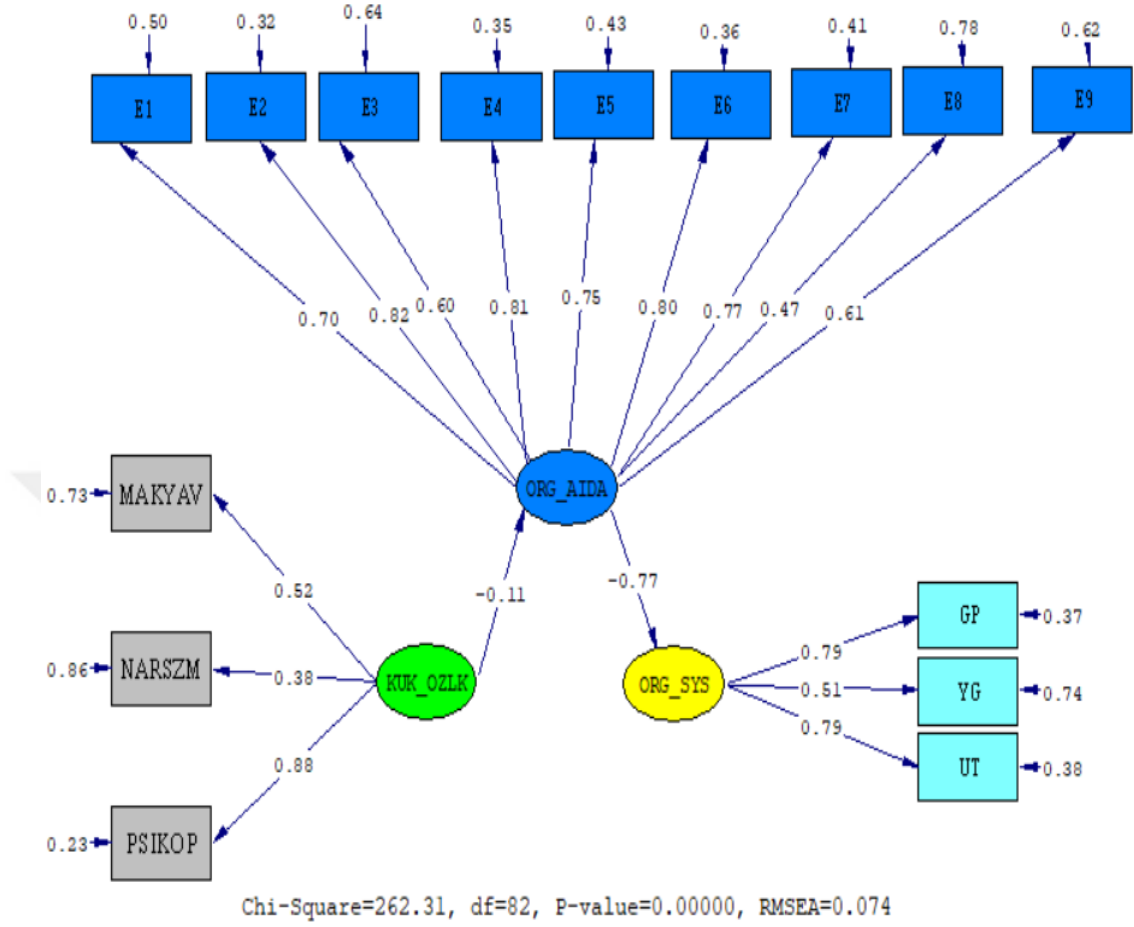 0.50 0.32 0.64 0.35 0.43 0.36 0.41 0.78 0.62
E1 E2 E3 E4 E5 E6 E7 E8 E9
0.70 0.82 0.60 0.81 0.75 0.80 0.77 0.47 0.61
ORG_AIDA
0.73 MAKYAV
0.52
-0.11
-0.77
0.86 NARSZM
0.38
KUK_OZLK
ORG_SYS
0.88
0.23 PSIKOP
0.79
GP 0.37
0.51
YG 0.74
0.79
UT 0.38
Chi-Square=262.31, df=82, P-value=0.00000, RMSEA=0.074